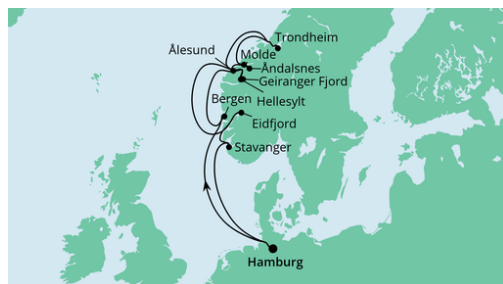 Trondheim
Molde
Ålesund
Åndalsnes
Geiranger Fjord
Hellesylt
Bergen
Eidfjord
Stavanger
Hamburg